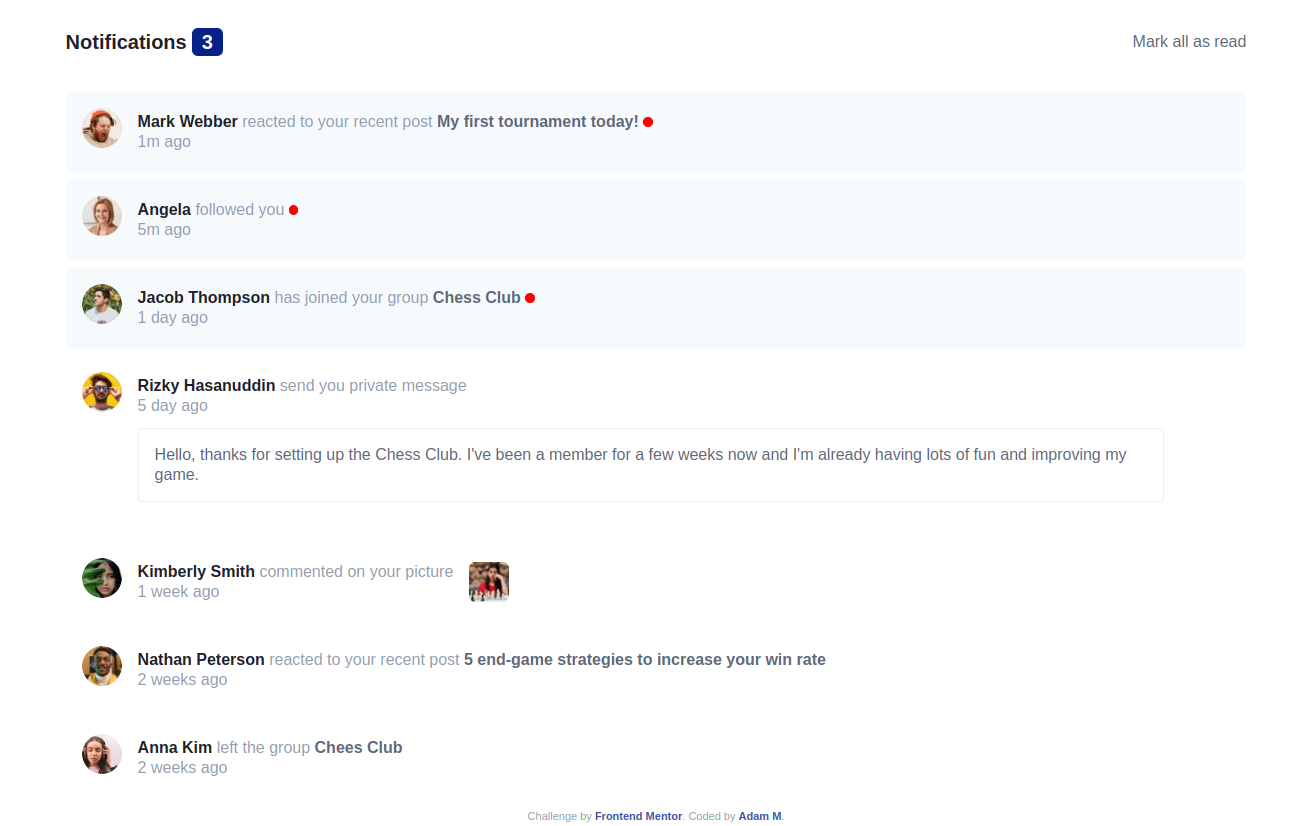 Notifications 3
Mark all as read
Mark Webber reacted to your recent post My first tournament today!
1m ago
Angela followed you
5m ago
Jacob Thompson has joined your group Chess Club
1 day ago
Rizky Hasanuddin send you private message
5 day ago
Hello, thanks for setting up the Chess Club. I've been a member for a few weeks now and I'm already having lots of fun and improving my
game.
Kimberly Smith commented on your picture
1 week ago
Nathan Peterson reacted to your recent post 5 end-game strategies to increase your win rate
2 weeks ago
Anna Kim left the group Chees Club
2 weeks ago
Challenge by Frontend Mentor. Coded by Adam M.